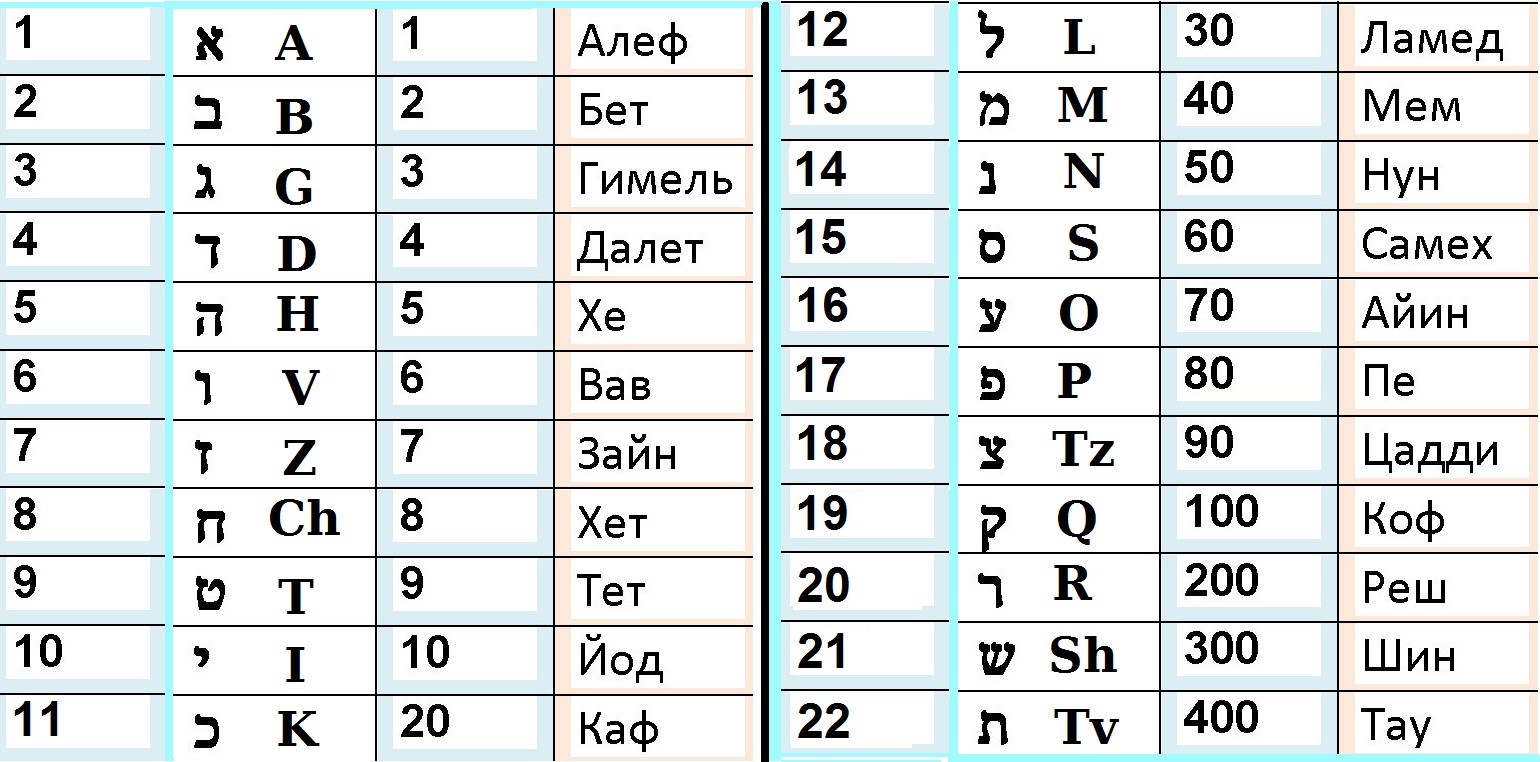 1 א A 1 Алеф
2 ב B 2 Бет
3 ג G 3 Гимель
4 ד D 4 Далет
5 ה H 5 Хе
6 ו V 6 Вав
7 ז Z 7 Зайн
8 ח Ch 8 Хет
9 ט T 9 Тет
10 י I 10 Йод
11 כ K 20 Каф
12 ל L 30 Ламед
13 מ M 40 Мем
14 נ N 50 Нун
15 ס S 60 Самех
16 ע O 70 Айин
17 פ P 80 Пе
18 צ Tz 90 Цадди
19 ק Q 100 Коф
20 ר R 200 Реш
21 ש Sh 300 Шин
22 ת Tv 400 Тау